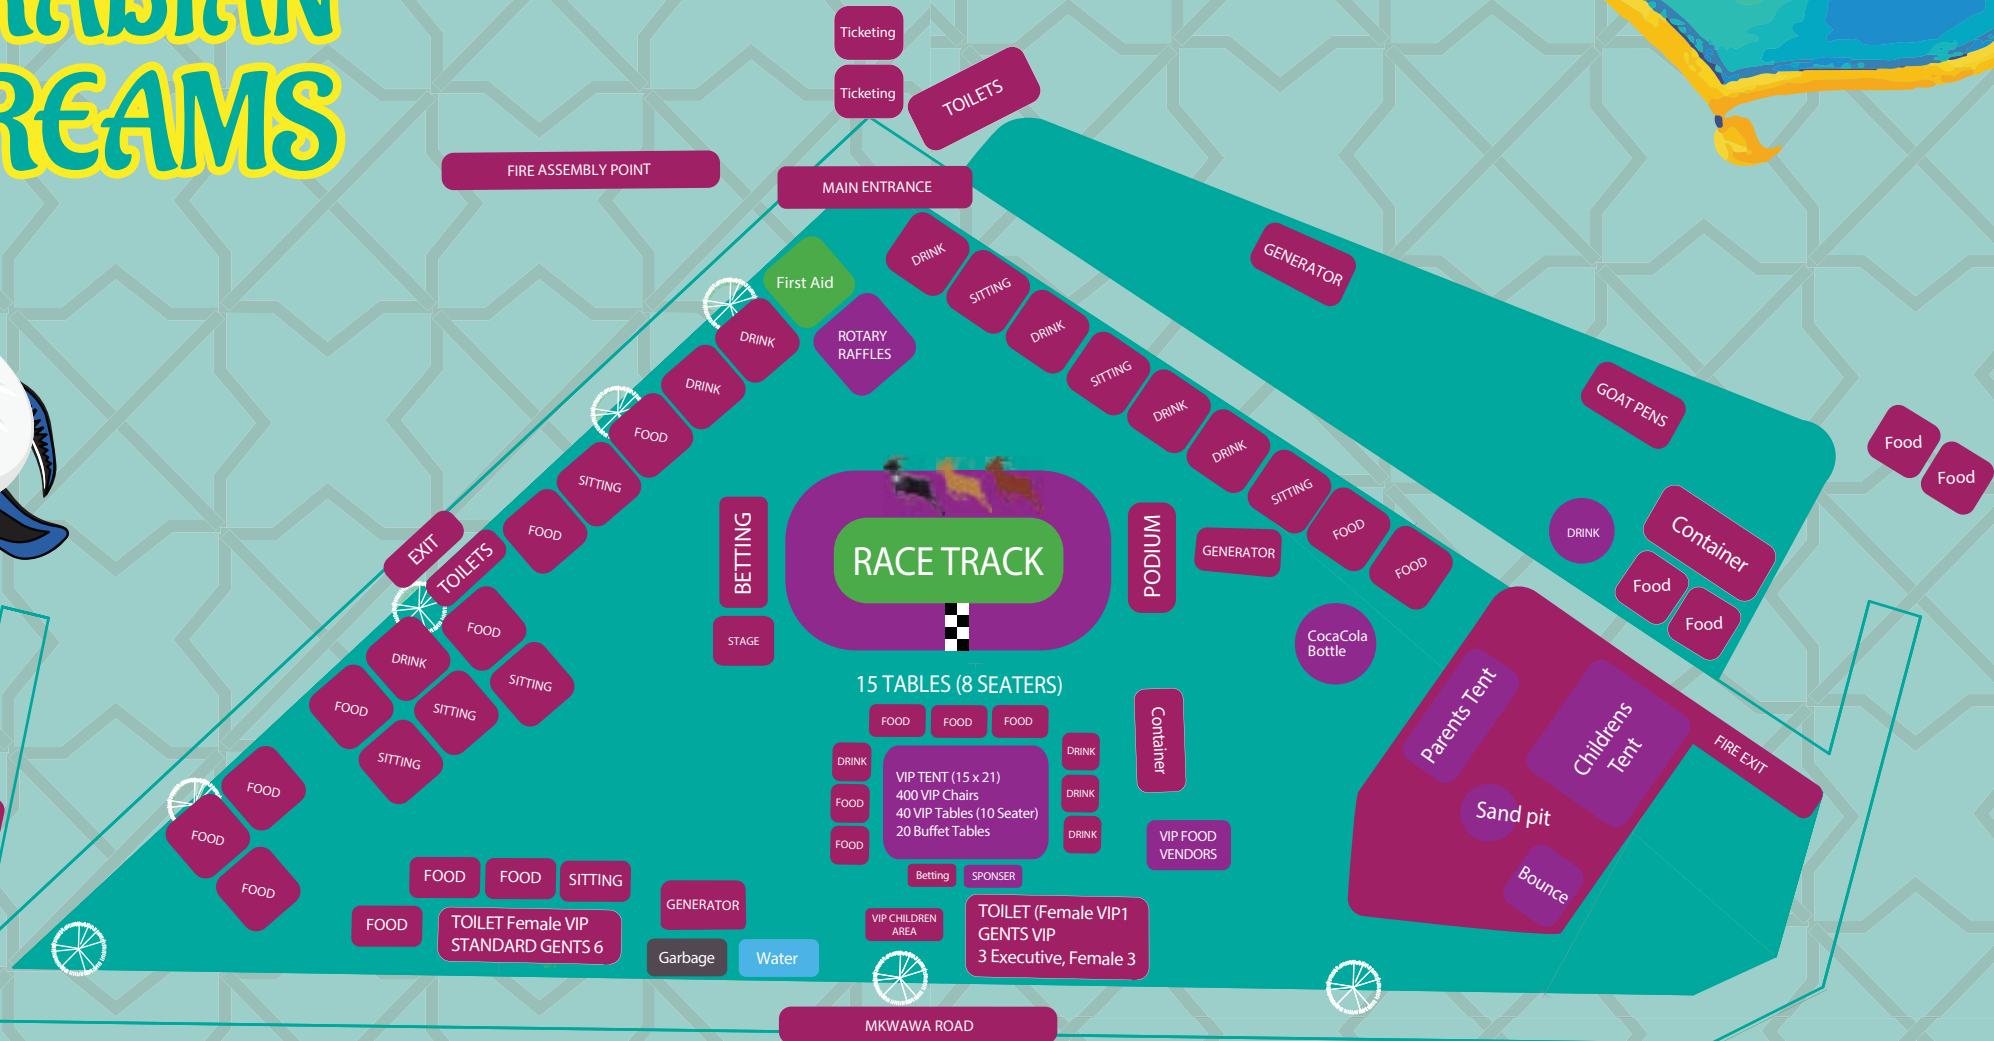 REAMS
Ticketing
Ticketing
TOILETS
FIRE ASSEMBLY POINT
MAIN ENTRANCE
First Aid
ROTARY
RAFFLES
DRINK
SITTING
DRINK
SITTING
DRINK
DRINK
SITTING
FOOD
FOOD
GENERATOR
GOAT PENS
Food
Food
DRINK
Container
Food
Food
DRINK
DRINK
FOOD
SITTING
FOOD
EXIT
TOILETS
FOOD
DRINK
SITTING
FOOD
SITTING
SITTING
FOOD
FOOD
FOOD
BETTING
STAGE
RACE TRACK
PODIUM
GENERATOR
CocaCola
Bottle
15 TABLES (8 SEATERS)
FOOD
FOOD
FOOD
DRINK
FOOD
FOOD
VIP TENT (15 x 21)
400 VIP Chairs
40 VIP Tables (10 Seater)
20 Buffet Tables
DRINK
DRINK
DRINK
Container
VIP FOOD
VENDORS
Betting
SPONSER
VIP CHILDREN
AREA
TOILET (Female VIP1
GENTS VIP
3 Executive, Female 3
Parents Tent
Childrens
Tent
FIRE EXIT
Sand pit
Bounce
FOOD
FOOD
SITTING
FOOD
TOILET Female VIP
STANDARD GENTS 6
GENERATOR
Garbage
Water
MKWAWA ROAD